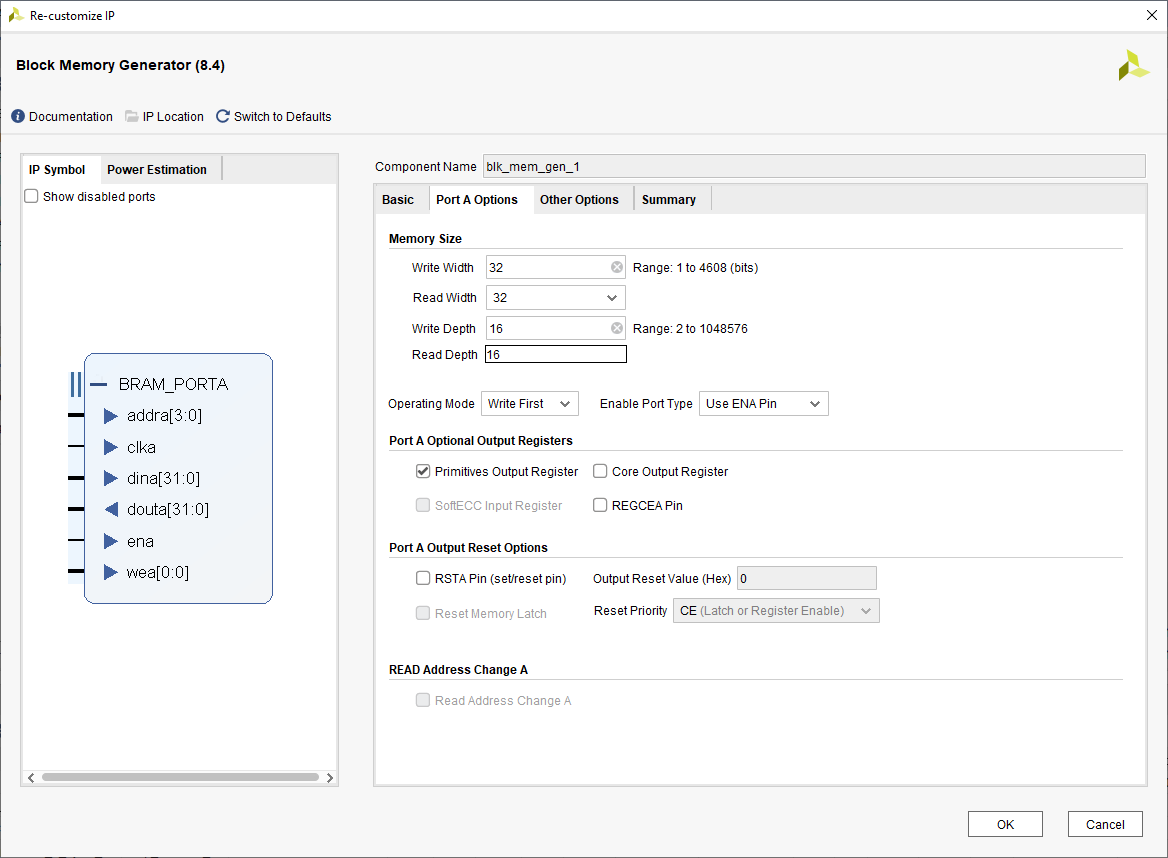 Re-customize IP
Block Memory Generator (8.4)
Documentation IP Location Switch to Defaults
IP Symbol Power Estimation
Show disabled ports
BRAM_PORTA
addra[3:0]
clka
dina[31:0]
douta[31:0]
ena
wea[0:0]
Component Name blk_mem_gen_1
Basic Port A Options Other Options Summary
Memory Size
Write Width 32 Range: 1 to 4608 (bits)
Read Width 32
Write Depth 16 Range: 2 to 1048576
Read Depth 16
Operating Mode Write First Enable Port Type Use ENA Pin
Port A Optional Output Registers
Primitives Output Register Core Output Register
SoftECC Input Register REGCEA Pin
Port A Output Reset Options
RSTA Pin (set/reset pin) Output Reset Value (Hex) 0
Reset Memory Latch Reset Priority CE (Latch or Register Enable)
READ Address Change A
Read Address Change A
OK Cancel